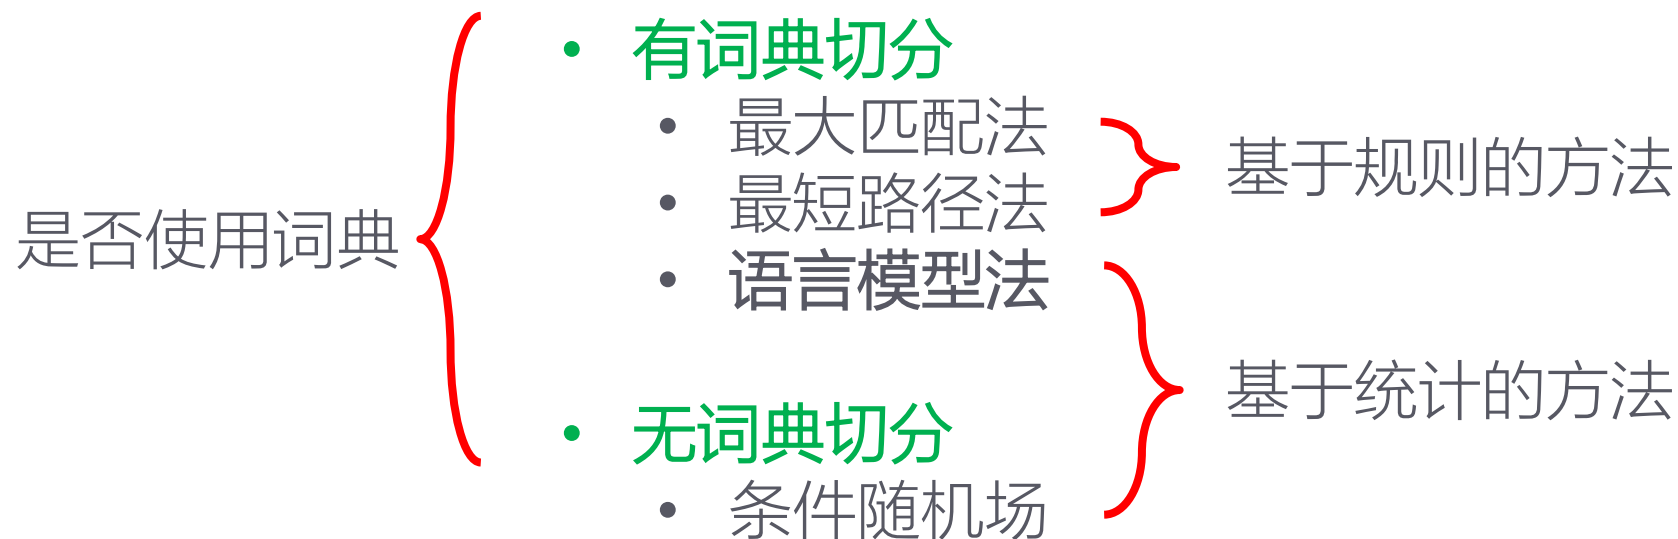 是否使用词典
• 有词典切分
• 最大匹配法
• 最短路径法
• 语言模型法
• 无词典切分
• 条件随机场
基于规则的方法
基于统计的方法